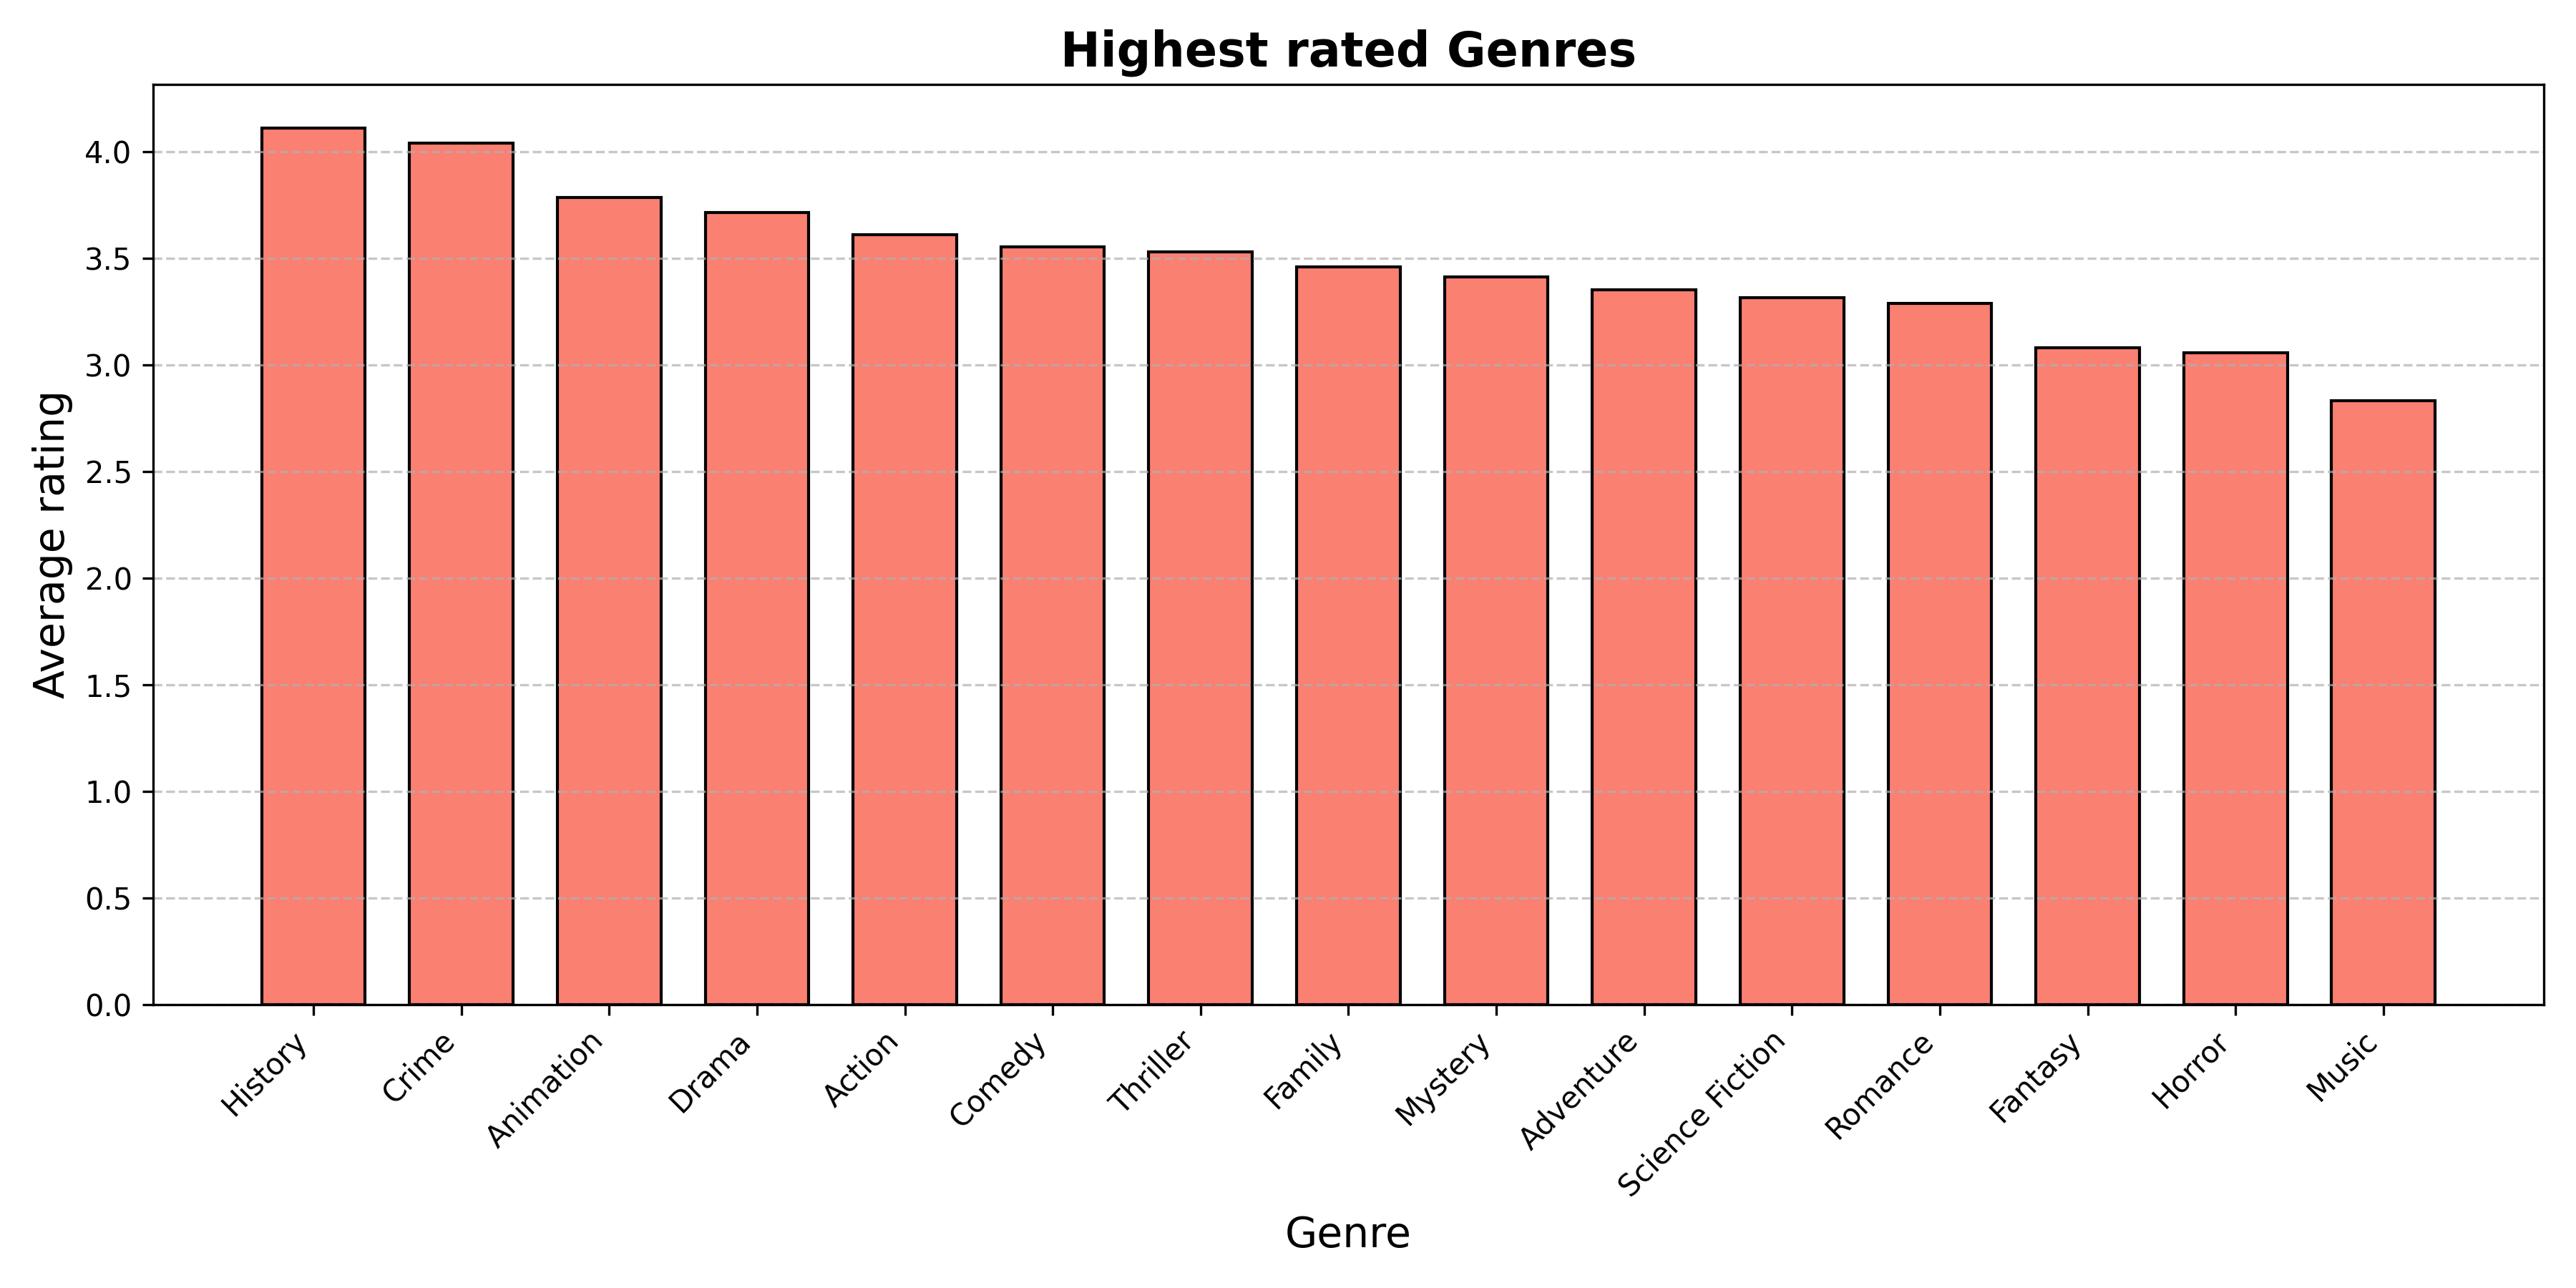 Highest rated Genres
Average rating
4.0
3.5
3.0
2.5
2.0
1.5
1.0
0.5
0.0
History
Crime
Animation
Drama
Action
Comedy
Thriller
Family
Mystery
Adventure
Science Fiction
Romance
Fantasy
Horror
Music
Genre